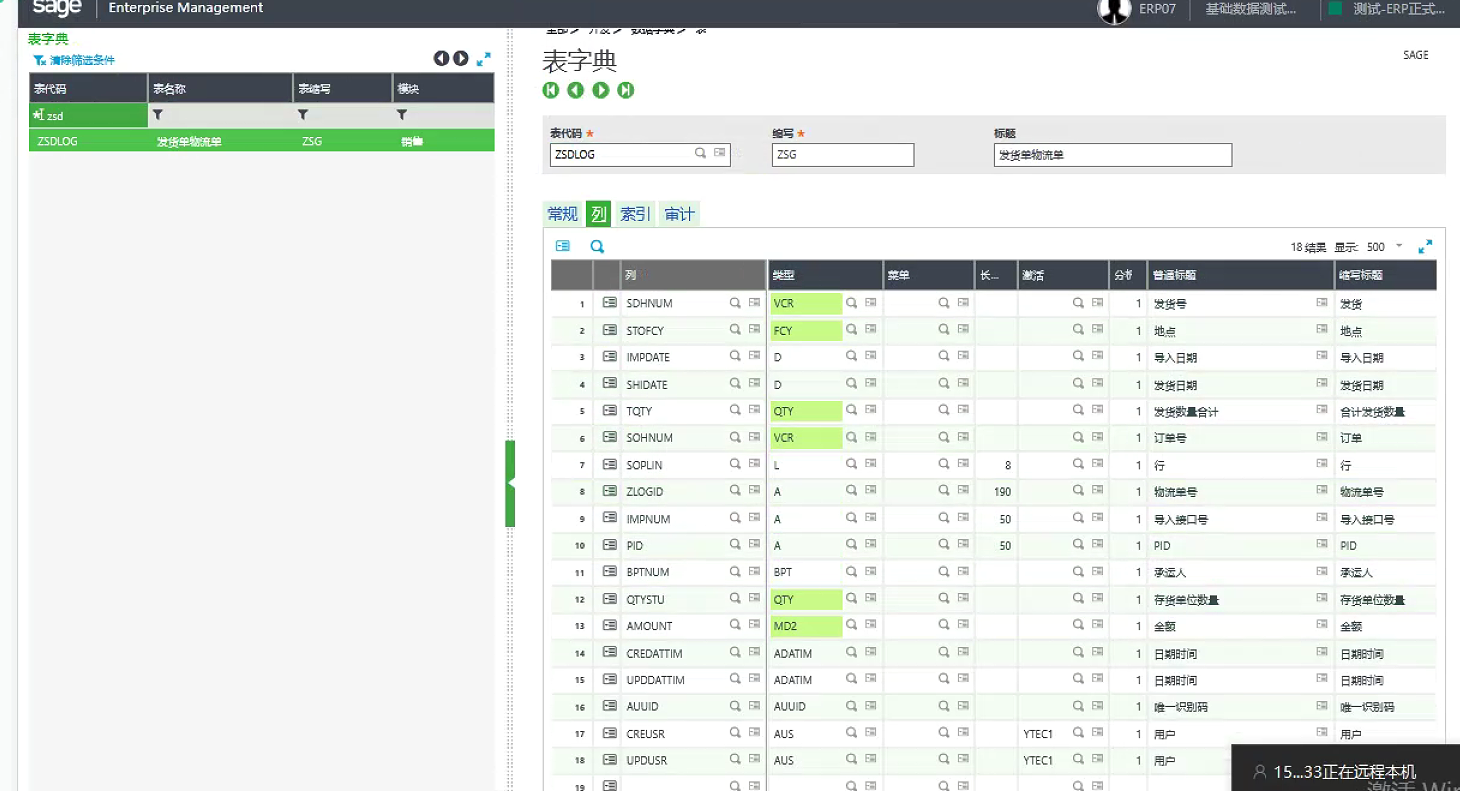 sage Enterprise Management ERP07 基础数据测试... 测试-ERP正式...
表字典
清除筛选条件
表代码 表名称 表缩写 模块
zsd
ZSDLOG 发货单物流单 ZSG 销售
全部 > 开发 > 数据字典 > 表
表字典
SAGE
表代码 * 缩写 * 标题
ZSDLOG ZSG 发货单物流单
常规 列 索引 审计
18 结果 显示: 500
列 类型 菜单 长... 激活 普通标题 缩写标题
1 SDHNUM VCR 1 发货号 发货
2 STOFCY FCY 1 地点 地点
3 IMPDATE D 1 导入日期 导入日期
4 SHIDATE D 1 发货日期 发货日期
5 TQTY QTY 1 发货数量合计 合计发货数量
6 SOHNUM VCR 1 订单号 订单
7 SOPLIN L 8 1 行 行
8 ZLOGID A 190 1 物流单号 物流单号
9 IMPNUM A 50 1 导入接口号 导入接口号
10 PID A 50 1 PID PID
11 BPTNUM BPT 1 承运人 承运人
12 QTYSTU QTY 1 存货单位数量 存货单位数量
13 AMOUNT MD2 1 金额 金额
14 CREDATTIM ADATIM 1 日期时间 日期时间
15 UPDDATTIM ADATIM 1 日期时间 日期时间
16 AUUID AUUID 1 唯一识别码 唯一识别码
17 CREUSR AUS YTEC1 1 用户 用户
18 UPDUSR AUS YTEC1 1 用户
19
15...33正在远程本机